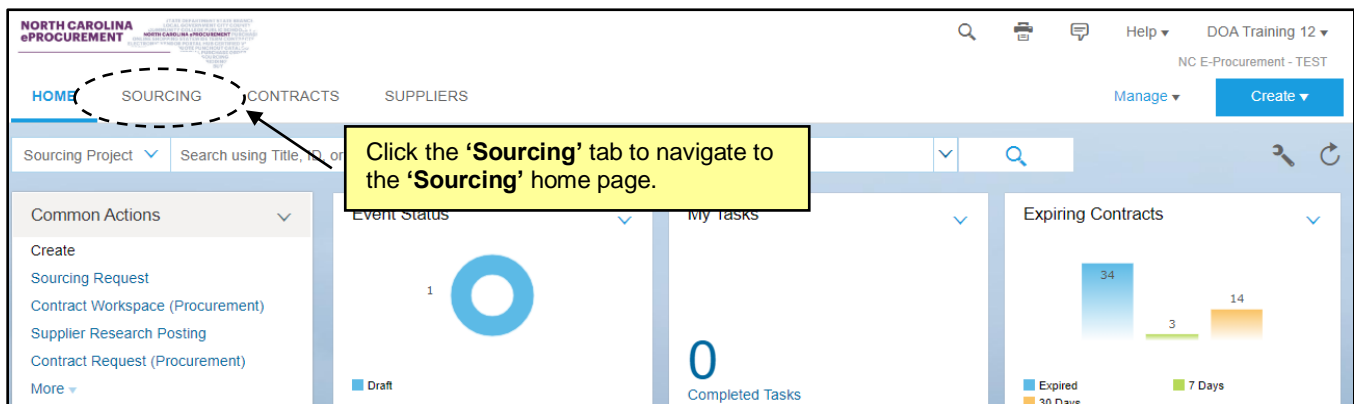 NORTH CAROLINA
ePROCUREMENT
NORTH CAROLINA ePROCUREMENT
Help ▾ DOA Training 12 ▾
NC E-Procurement - TEST
HOME SOURCING CONTRACTS SUPPLIERS Manage ▾ Create ▾
Sourcing Project Search using Title, ID, or
Click the ‘Sourcing’ tab to navigate to
the ‘Sourcing’ home page.
Common Actions
Create
Sourcing Request
Contract Workspace (Procurement)
Supplier Research Posting
Contract Request (Procurement)
More
Event Status
1
Draft
My Tasks
0
Completed Tasks
Expiring Contracts
34
3
14
Expired 7 Days
30 Days